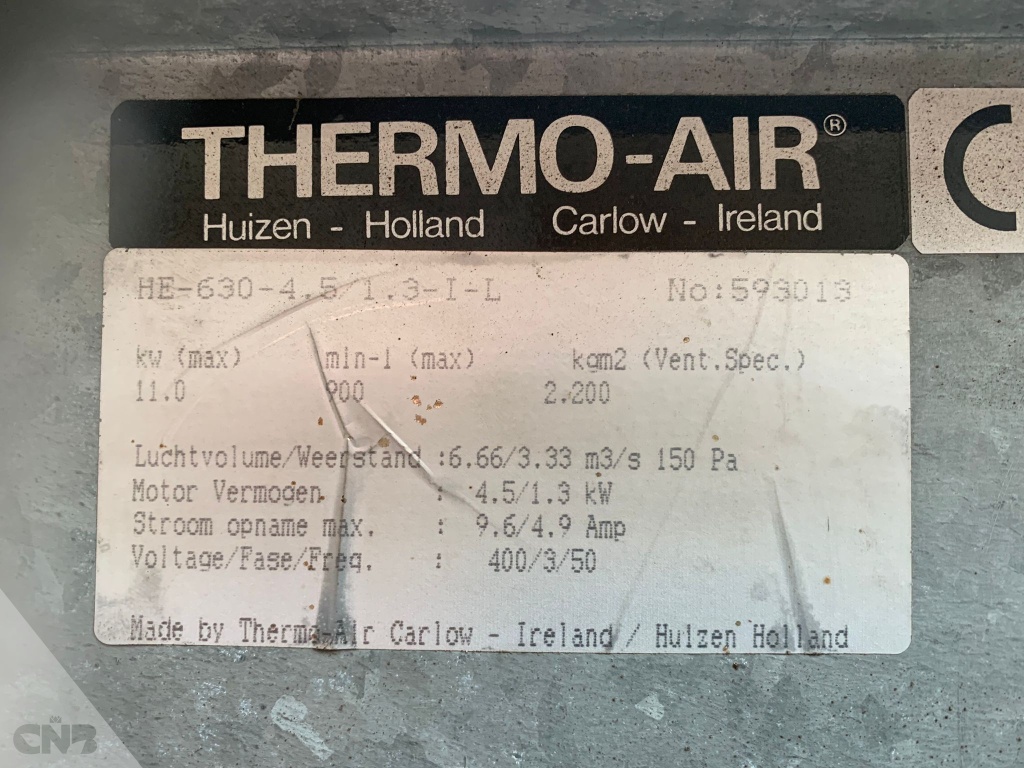 THERMO-AIR®
Huizen - Holland Carlow - Ireland
C
HE-630-4.5/1.3-I-L No:593013
kw (max) min-1 (max) kgm2 (Vent.Spec.)
11.0 900 2.200
Luchtvolume/Weerstand :6.66/3.33 m3/s 150 Pa
Motor Vermogen : 4.5/1.3 kW
Stroom opname max. : 9.6/4.9 Amp
Voltage/Fase/Freq. : 400/3/50
Made by Thermo-Air Carlow - Ireland / Huizen Holland
CNB